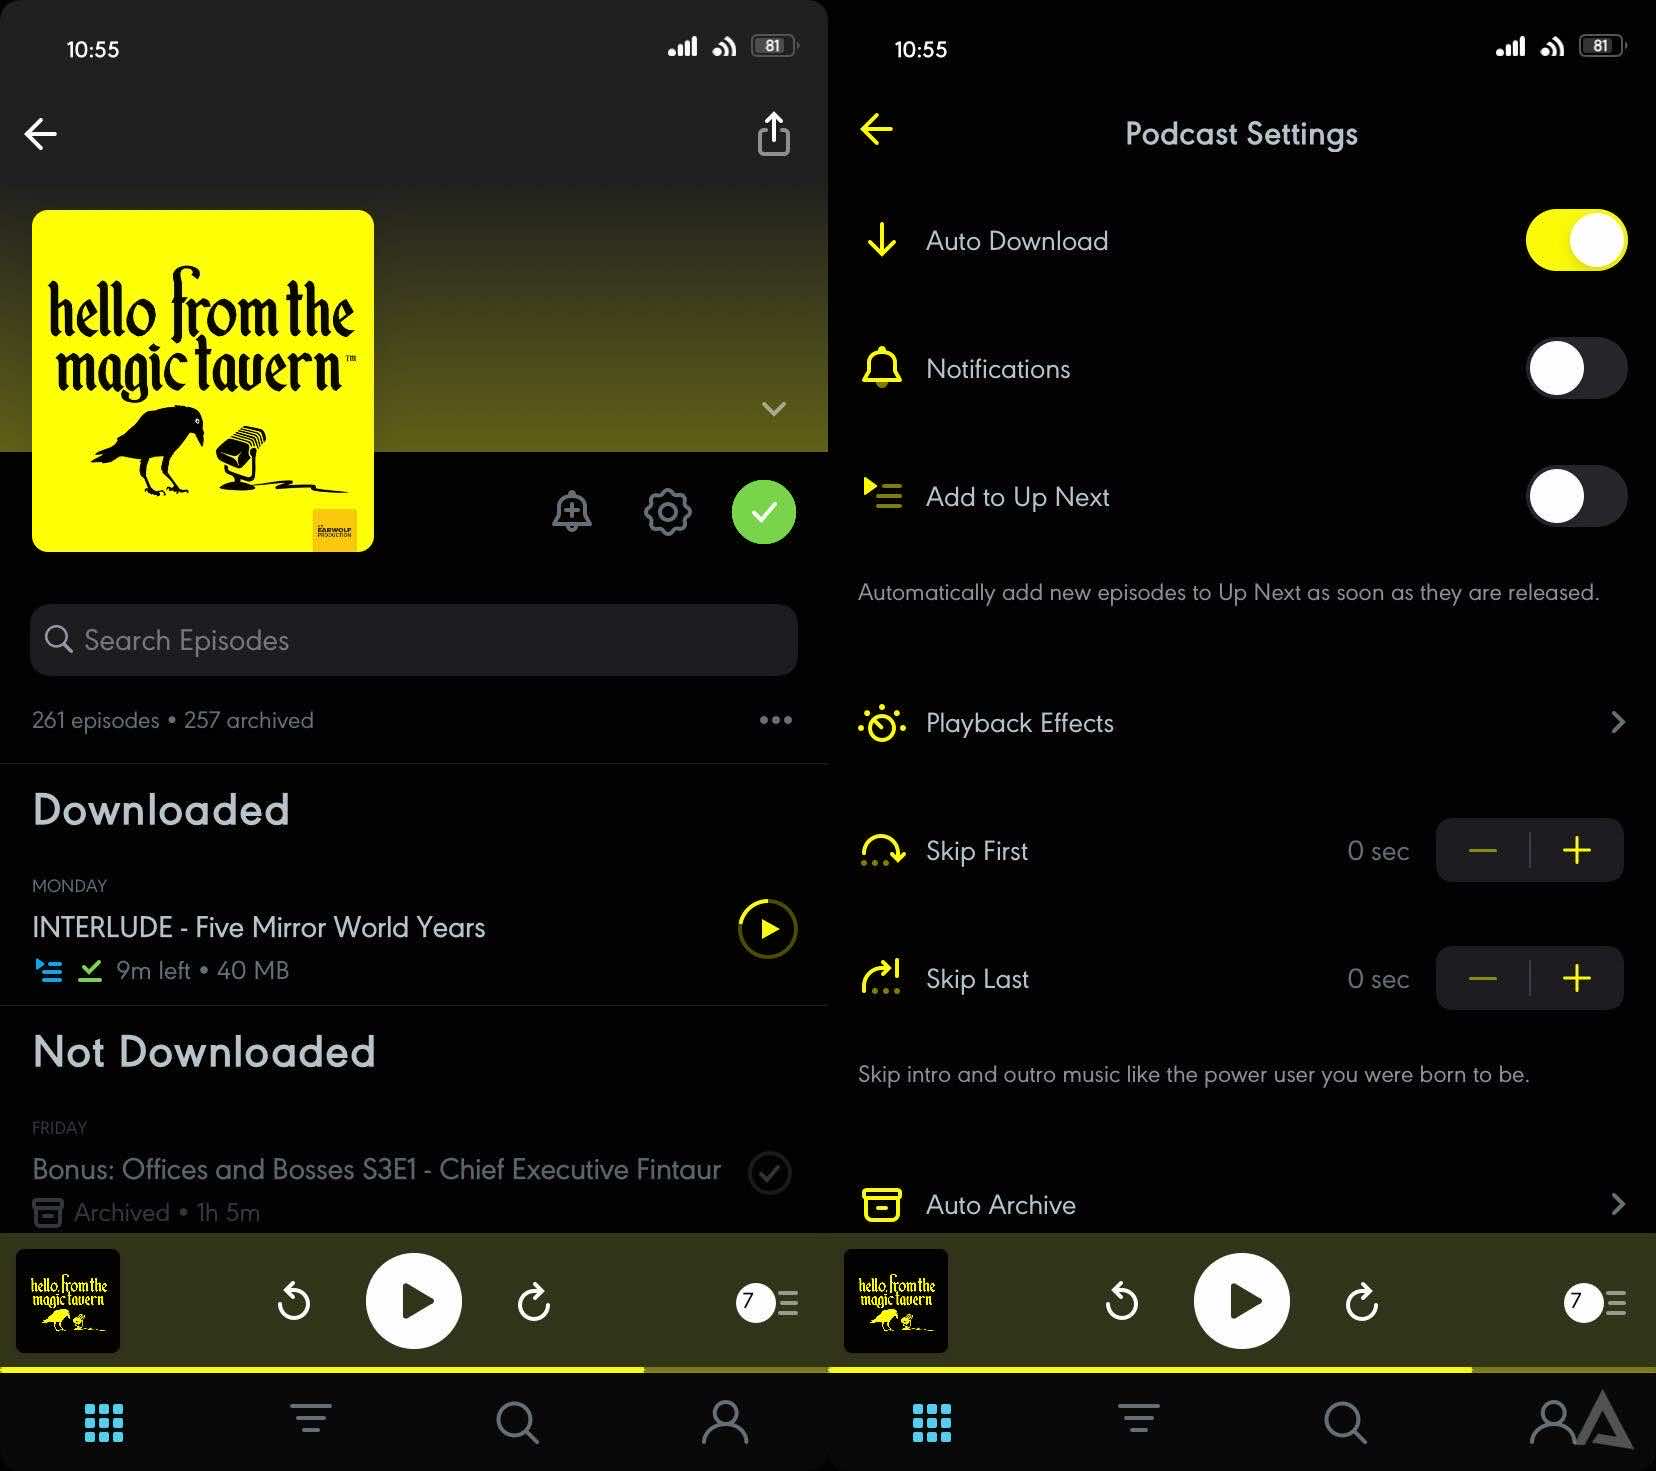 10:55
81
hello from the
magic tavern™
EARWOLF
PRODUCTION
Search Episodes
261 episodes • 257 archived
Downloaded
MONDAY
INTERLUDE - Five Mirror World Years
9m left • 40 MB
Not Downloaded
FRIDAY
Bonus: Offices and Bosses S3E1 - Chief Executive Fintaur
Archived • 1h 5m
hello from the
magic tavern
7
10:55
81
Podcast Settings
Auto Download
Notifications
Add to Up Next
Automatically add new episodes to Up Next as soon as they are released.
Playback Effects
Skip First 0 sec
Skip Last 0 sec
Skip intro and outro music like the power user you were born to be.
Auto Archive
hello from the
magic tavern
7